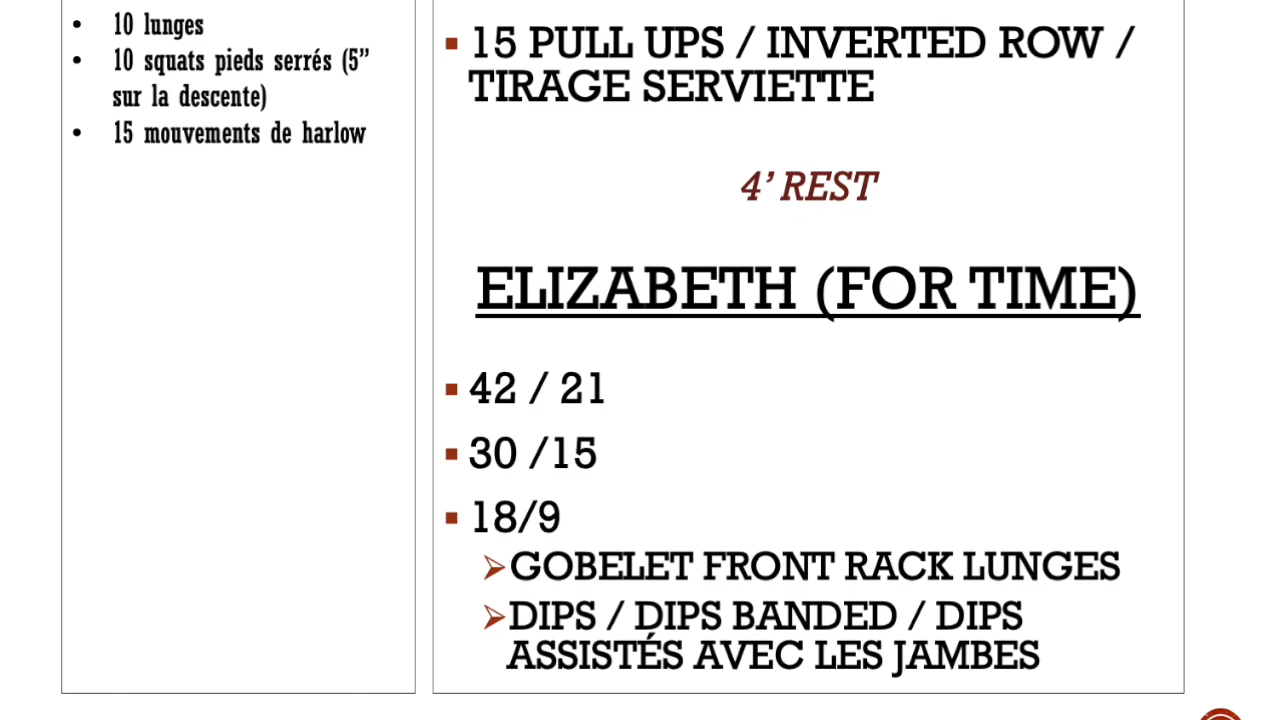 • 10 lunges
• 10 squats pieds serrés (5”
sur la descente)
• 15 mouvements de harlow
▪ 15 PULL UPS / INVERTED ROW /
TIRAGE SERVIETTE
4’ REST
ELIZABETH (FOR TIME)
▪ 42 / 21
▪ 30 /15
▪ 18/9
➢ GOBELET FRONT RACK LUNGES
➢ DIPS / DIPS BANDED / DIPS
ASSISTÉS AVEC LES JAMBES